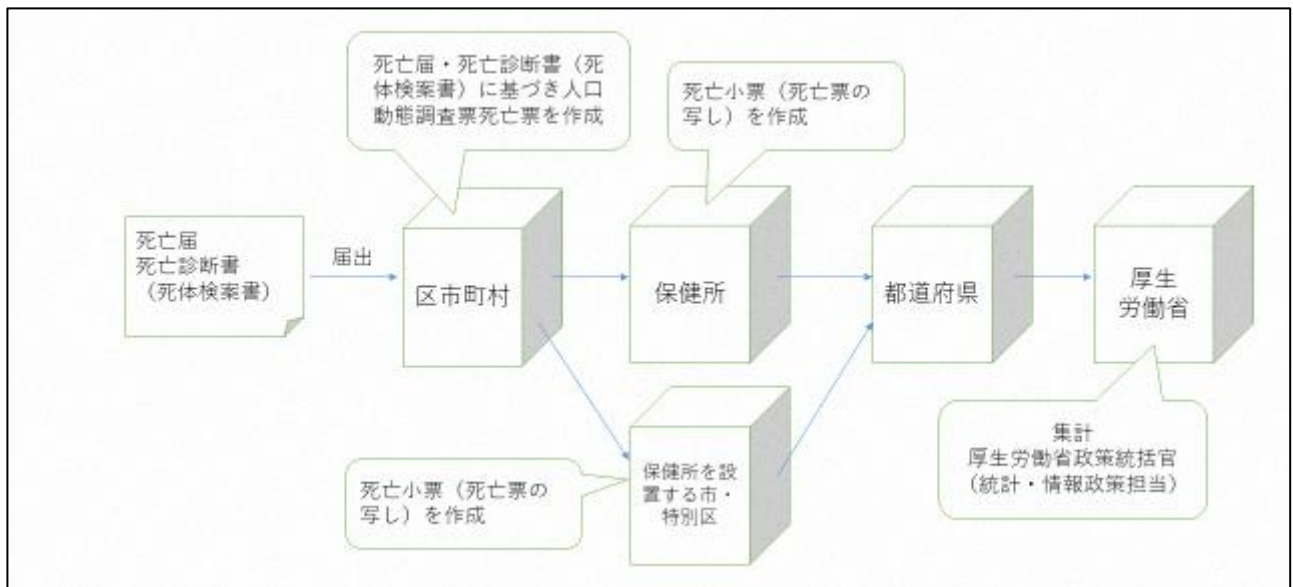 死亡届・死亡診断書（死
体検案書）に基づき人口
動態調査票死亡票を作成
死亡小票（死亡票の
写し）を作成
死亡届
死亡診断書
（死体検案書）
届出
区市町村
保健所
都道府県
厚生
労働省
死亡小票（死亡票の
写し）を作成
保健所を設
置する市・
特別区
集計
厚生労働省政策統括官
（統計・情報政策担当）